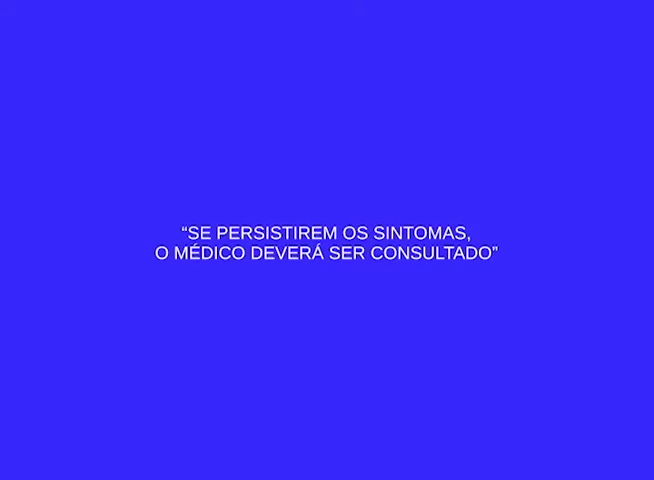 “SE PERSISTIREM OS SINTOMAS,
O MÉDICO DEVERÁ SER CONSULTADO”